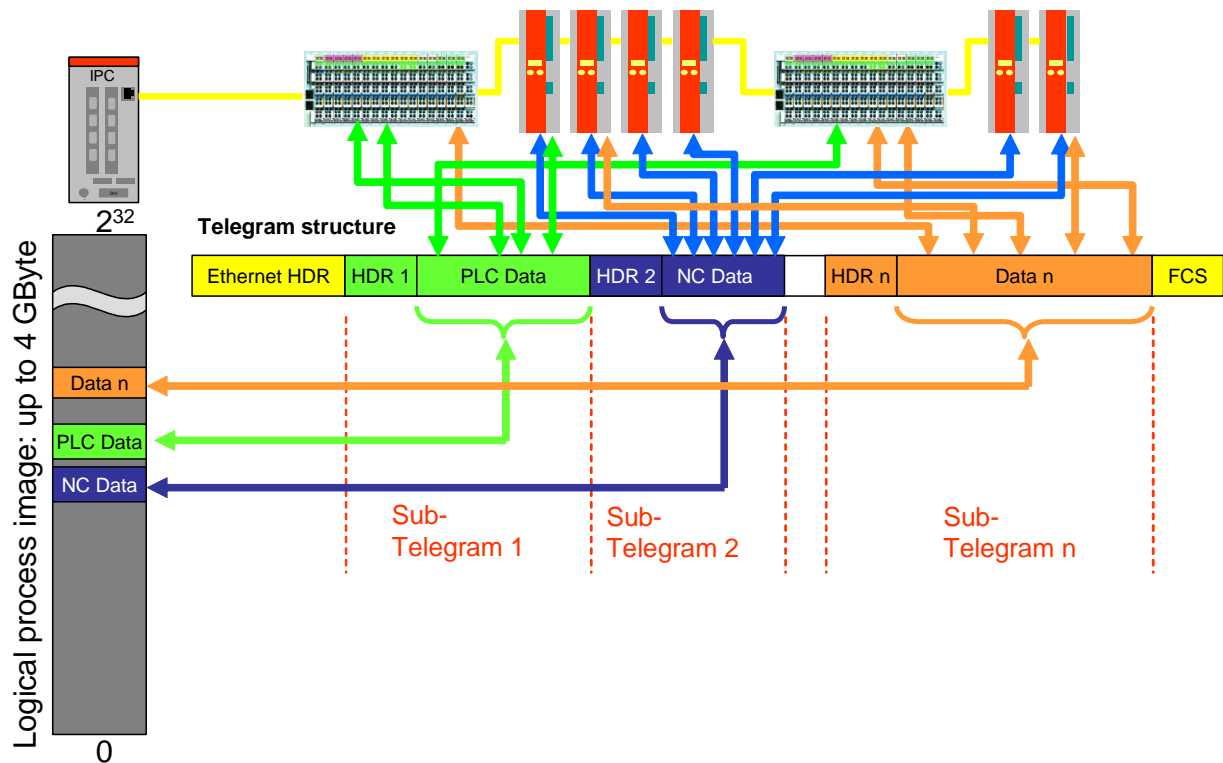 IPC
2³²
Logical process image: up to 4 GByte
Telegram structure
Ethernet HDR
HDR 1
PLC Data
HDR 2
NC Data
HDR n
Data n
FCS
Data n
PLC Data
NC Data
Sub-
Telegram 1
Sub-
Telegram 2
Sub-
Telegram n
0